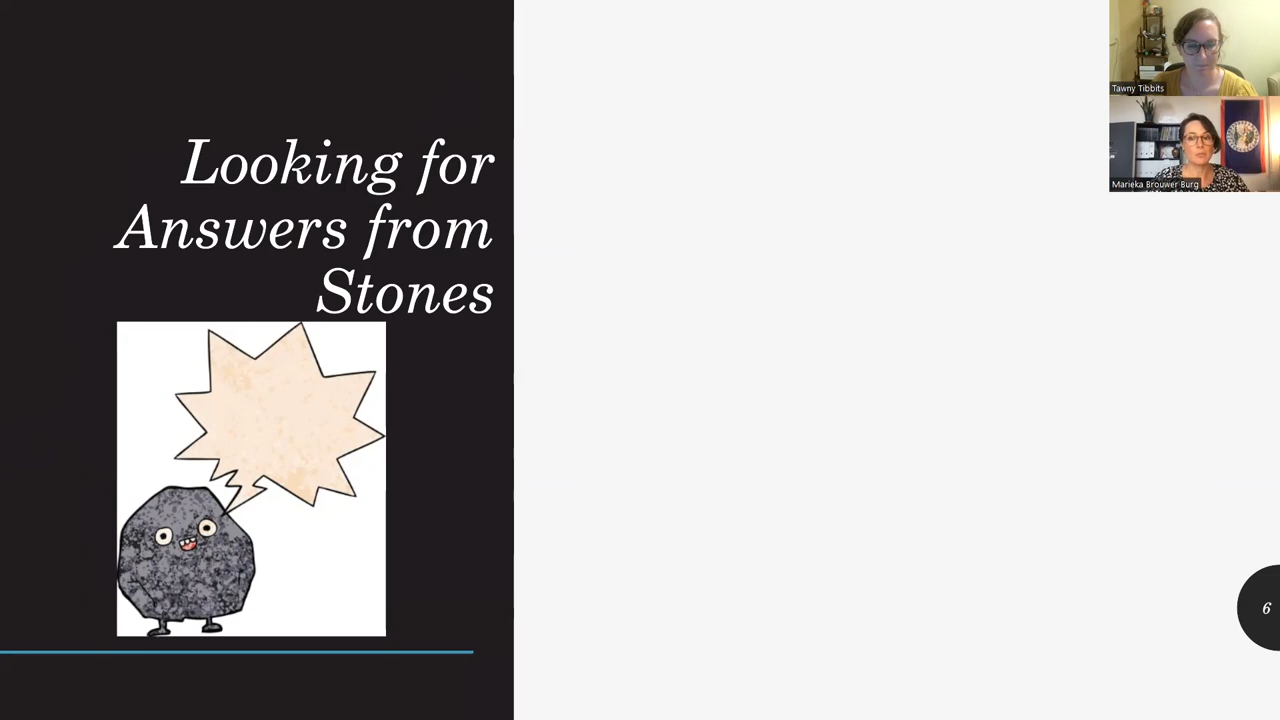 Looking for
Answers from
Stones
Tawny Tibbits
Marieka Brouwer Burg
6